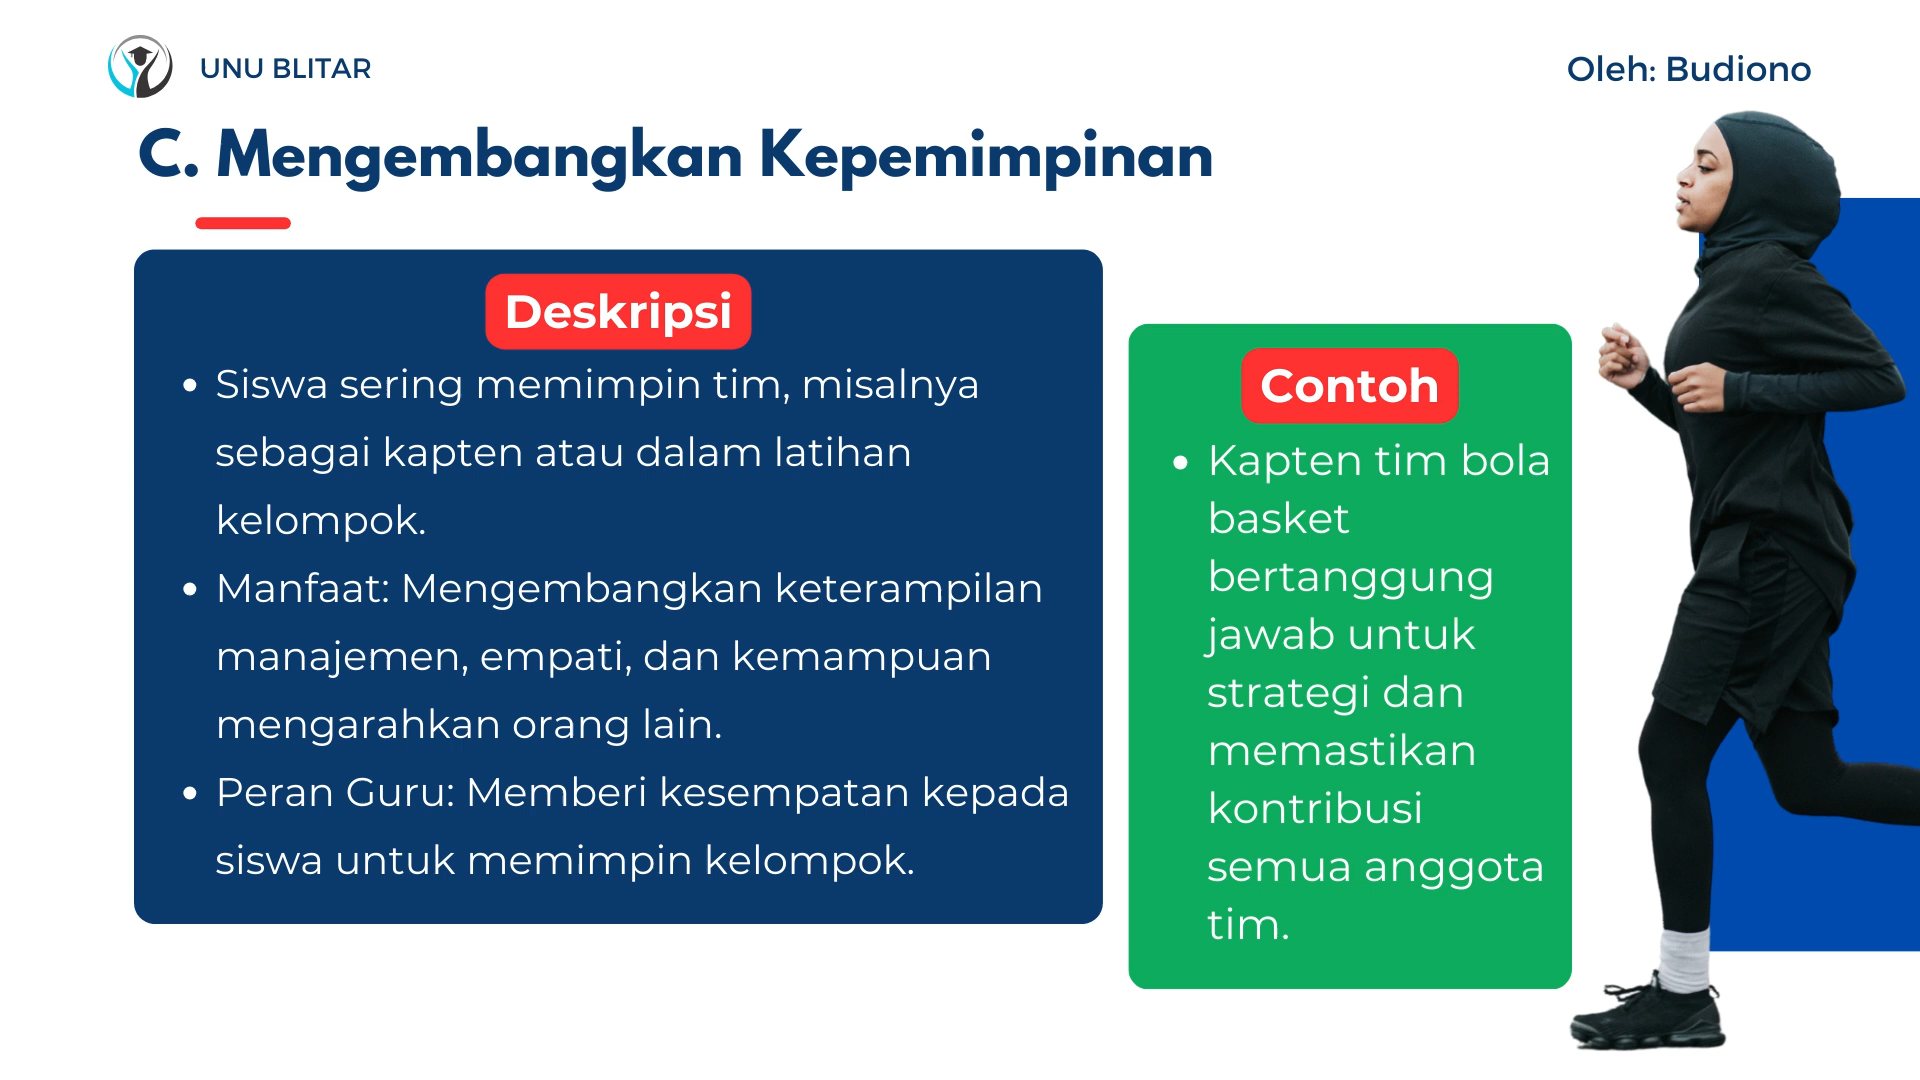 UNU BLITAR
Oleh: Budiono
C. Mengembangkan Kepemimpinan
Deskripsi
• Siswa sering memimpin tim, misalnya
sebagai kapten atau dalam latihan
kelompok.
• Manfaat: Mengembangkan keterampilan
manajemen, empati, dan kemampuan
mengarahkan orang lain.
• Peran Guru: Memberi kesempatan kepada
siswa untuk memimpin kelompok.
Contoh
• Kapten tim bola
basket
bertanggung
jawab untuk
strategi dan
memastikan
kontribusi
semua anggota
tim.